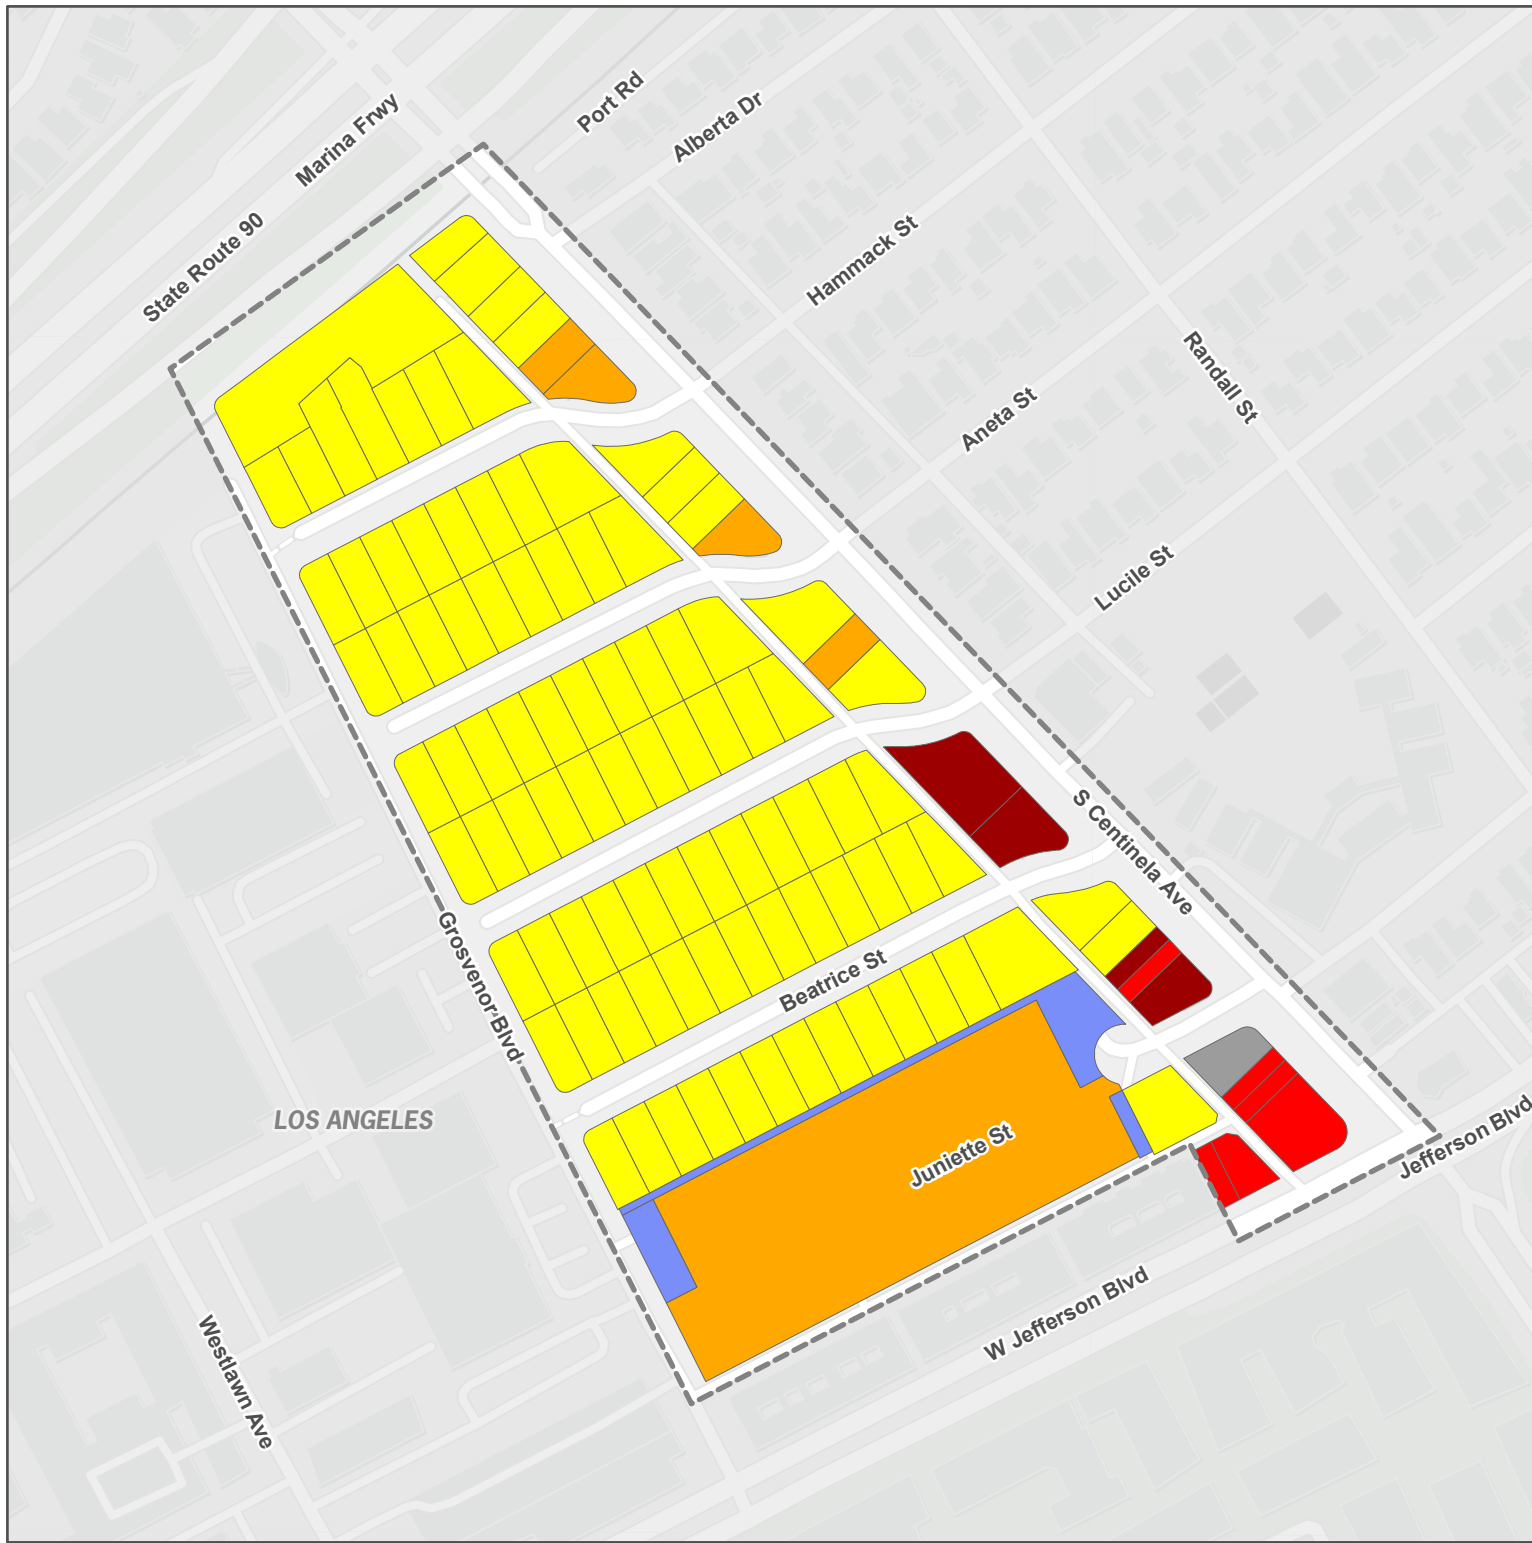 Port Rd
Marina Frwy
Alberta Dr
State Route 90
Hammack St
Randall St
Aneta St
Lucile St
S Centinela Ave
Grosvenor Blvd
Beatrice St
LOS ANGELES
Juniette St
Jefferson Blvd
W Jefferson Blvd
Westlawn Ave